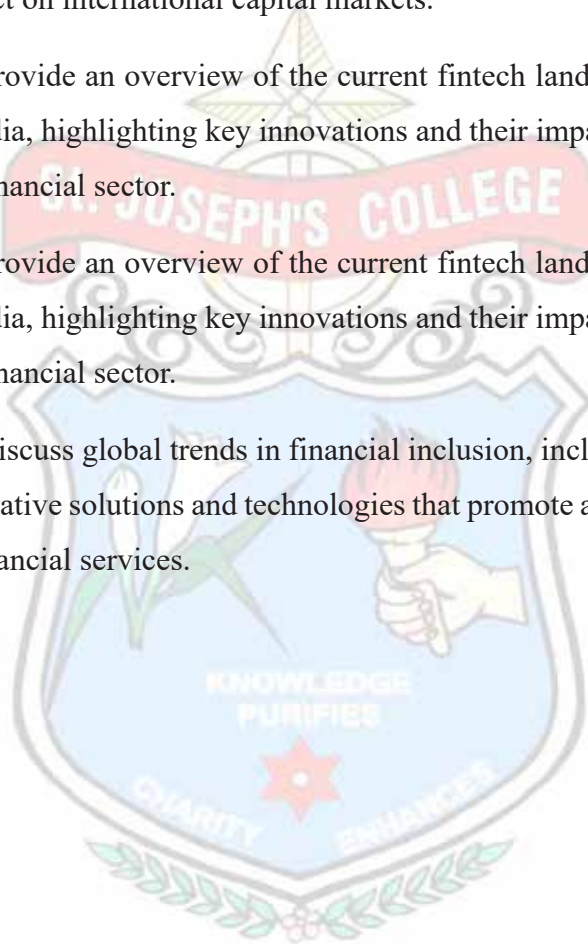 on international capital markets.
rovide an overview of the current fintech land
dia, highlighting key innovations and their impa
nancial sector.
ST. JOSEPH'S COLLEGE
rovide an overview of the current fintech land
dia, highlighting key innovations and their impa
nancial sector.
iscuss global trends in financial inclusion, incl
ative solutions and technologies that promote a
ancial services.
KNOWLEDGE
PURIFIES
CHARITY ENHANCES